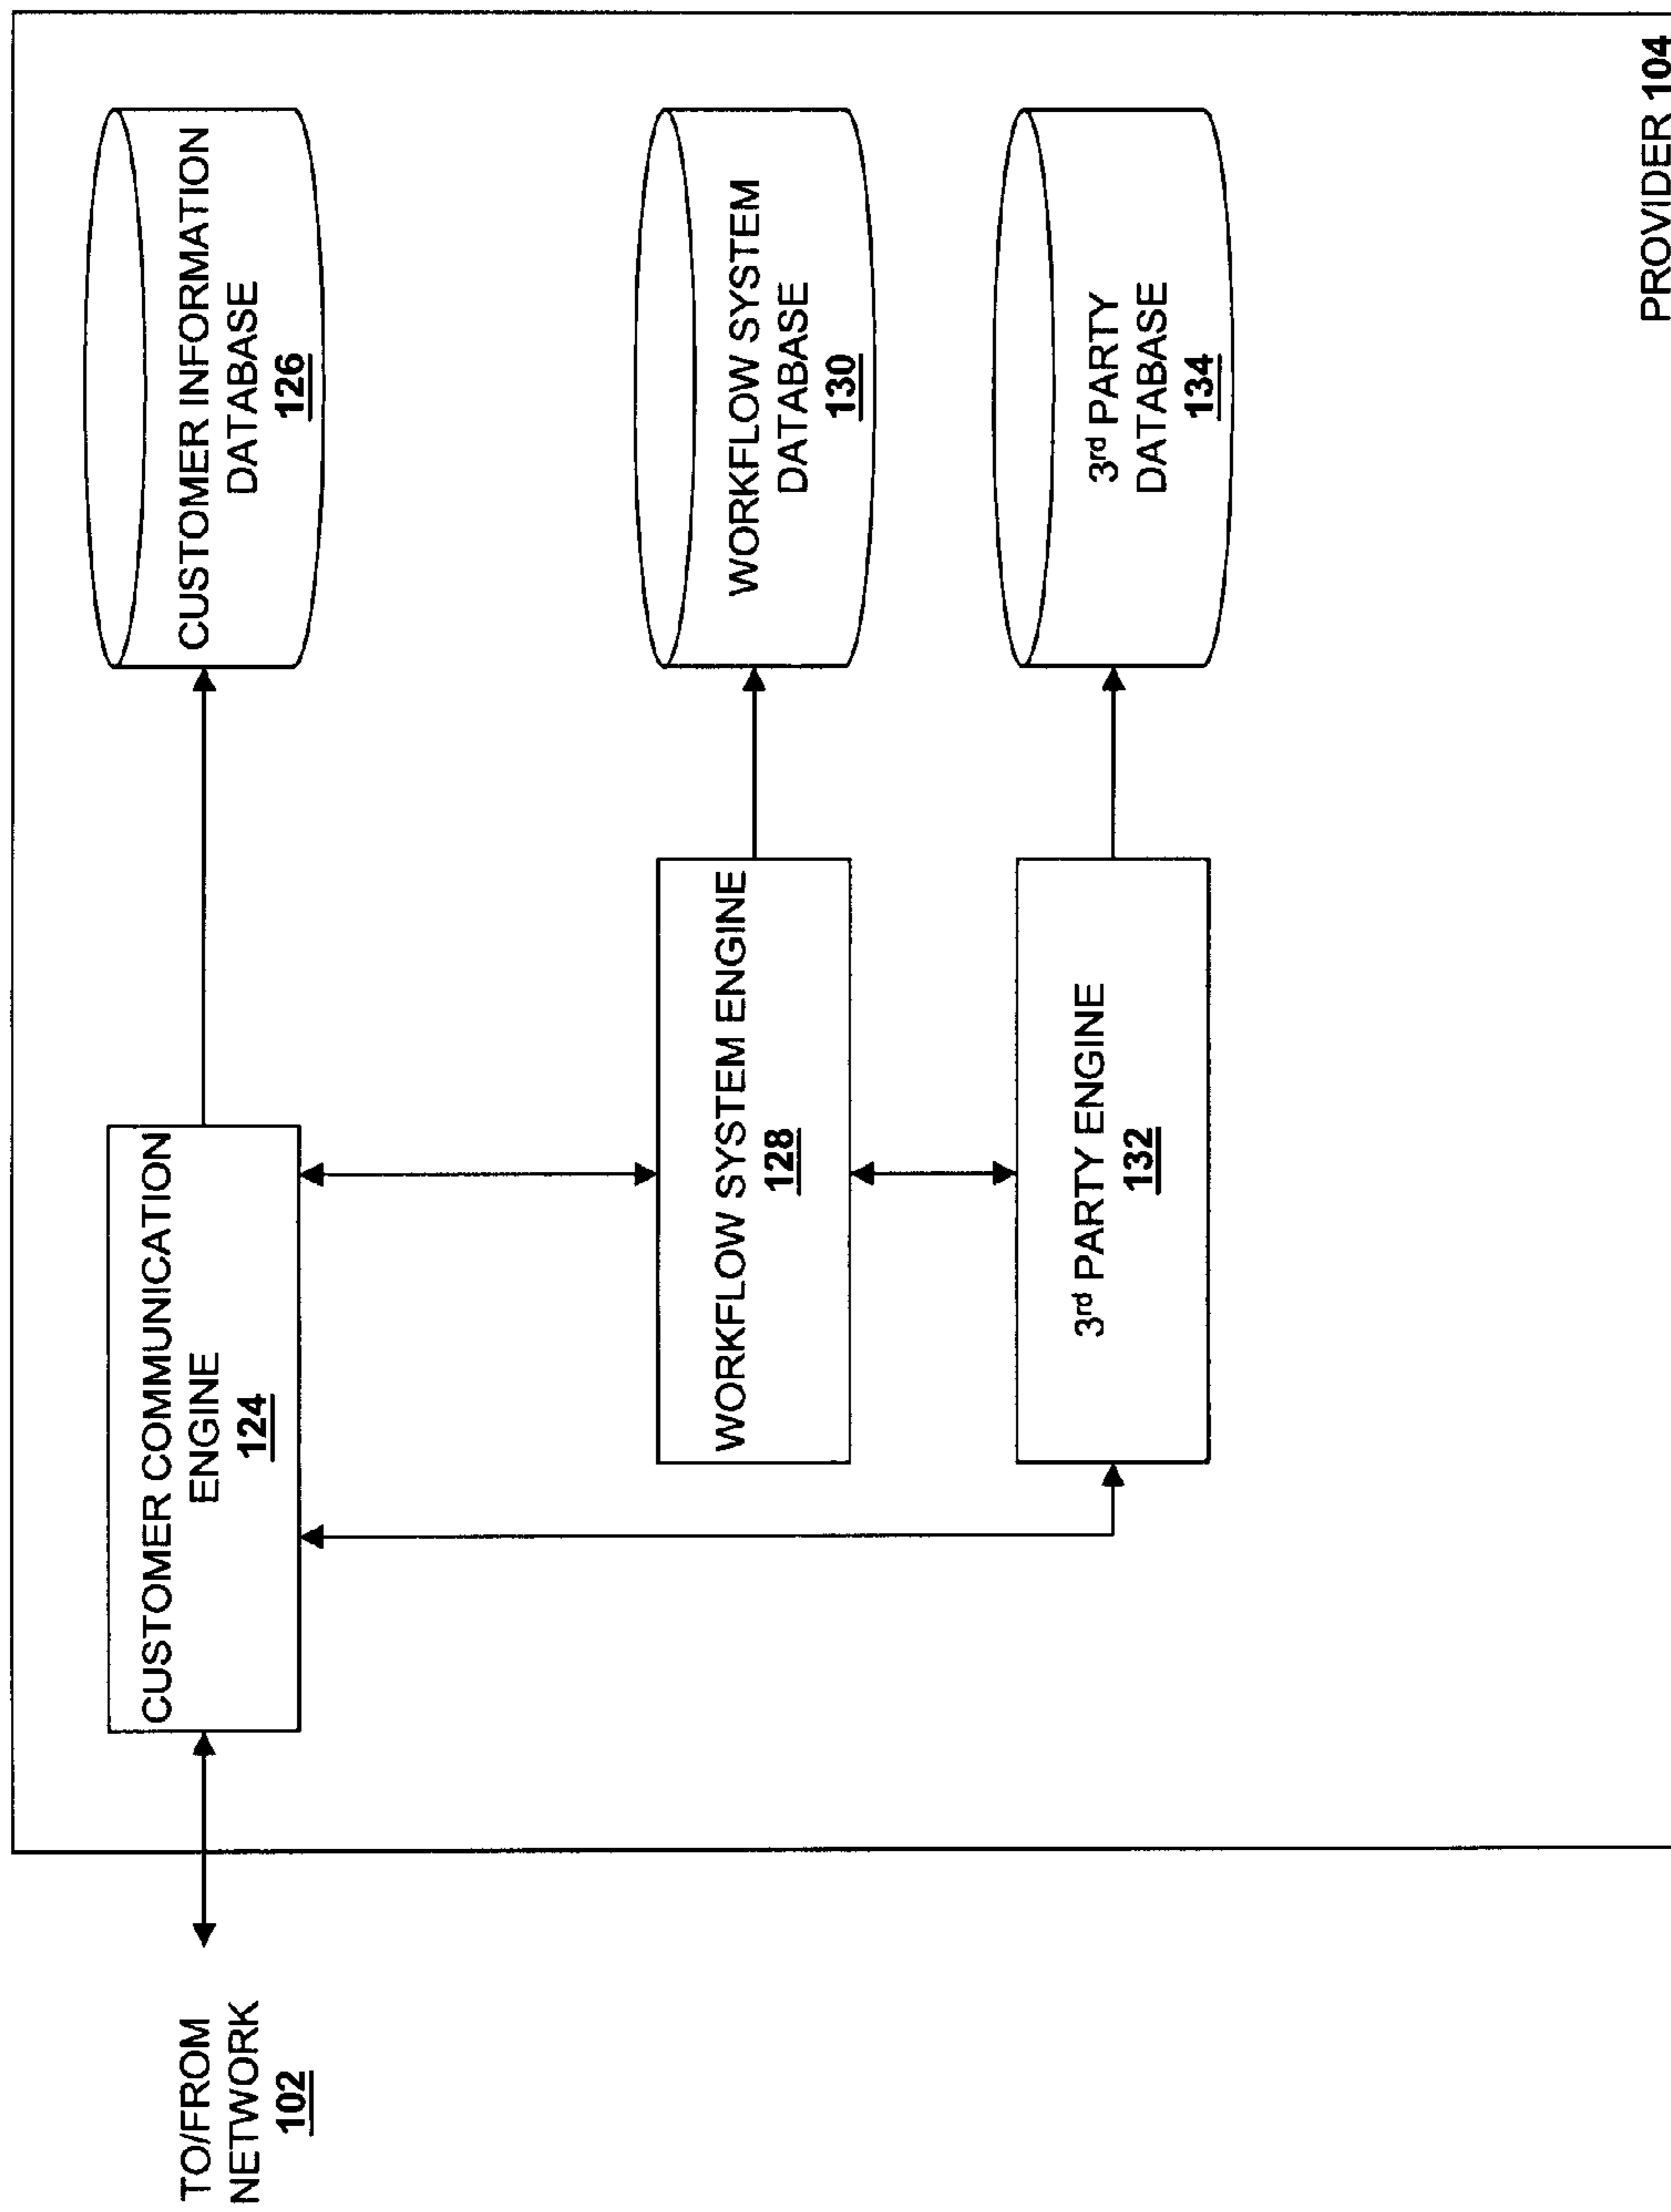 TO/FROM
NETWORK
102
CUSTOMER COMMUNICATION
ENGINE
124
CUSTOMER INFORMATION
DATABASE
126
WORKFLOW SYSTEM ENGINE
128
WORKFLOW SYSTEM
DATABASE
130
3rd PARTY ENGINE
132
3rd PARTY
DATABASE
134
PROVIDER 104